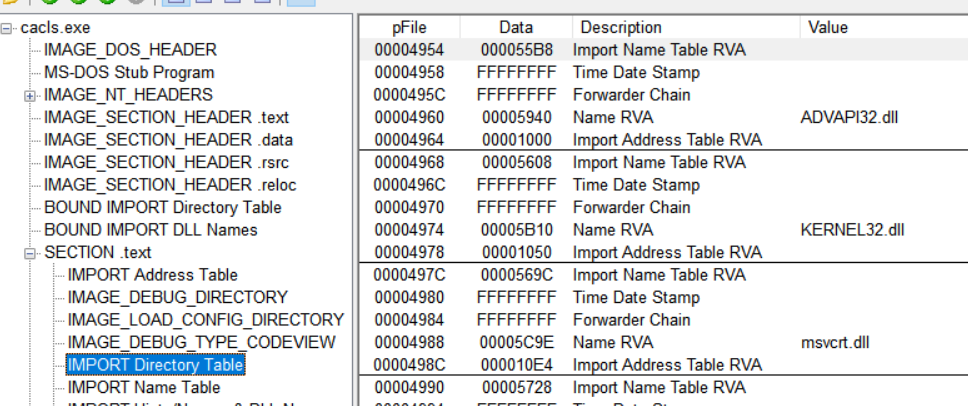 cacls.exe
IMAGE_DOS_HEADER
MS-DOS Stub Program
IMAGE_NT_HEADERS
IMAGE_SECTION_HEADER .text
IMAGE_SECTION_HEADER .data
IMAGE_SECTION_HEADER .rsrc
IMAGE_SECTION_HEADER .reloc
BOUND IMPORT Directory Table
BOUND IMPORT DLL Names
SECTION .text
IMPORT Address Table
IMAGE_DEBUG_DIRECTORY
IMAGE_LOAD_CONFIG_DIRECTORY
IMAGE_DEBUG_TYPE_CODEVIEW
IMPORT Directory Table
IMPORT Name Table
pFile Data Description Value
00004954 000055B8 Import Name Table RVA
00004958 FFFFFFFF Time Date Stamp
0000495C FFFFFFFF Forwarder Chain
00004960 00005940 Name RVA ADVAPI32.dll
00004964 00001000 Import Address Table RVA
00004968 00005608 Import Name Table RVA
0000496C FFFFFFFF Time Date Stamp
00004970 FFFFFFFF Forwarder Chain
00004974 00005B10 Name RVA KERNEL32.dll
00004978 00001050 Import Address Table RVA
0000497C 0000569C Import Name Table RVA
00004980 FFFFFFFF Time Date Stamp
00004984 FFFFFFFF Forwarder Chain
00004988 00005C9E Name RVA msvcrt.dll
0000498C 000010E4 Import Address Table RVA
00004990 00005728 Import Name Table RVA